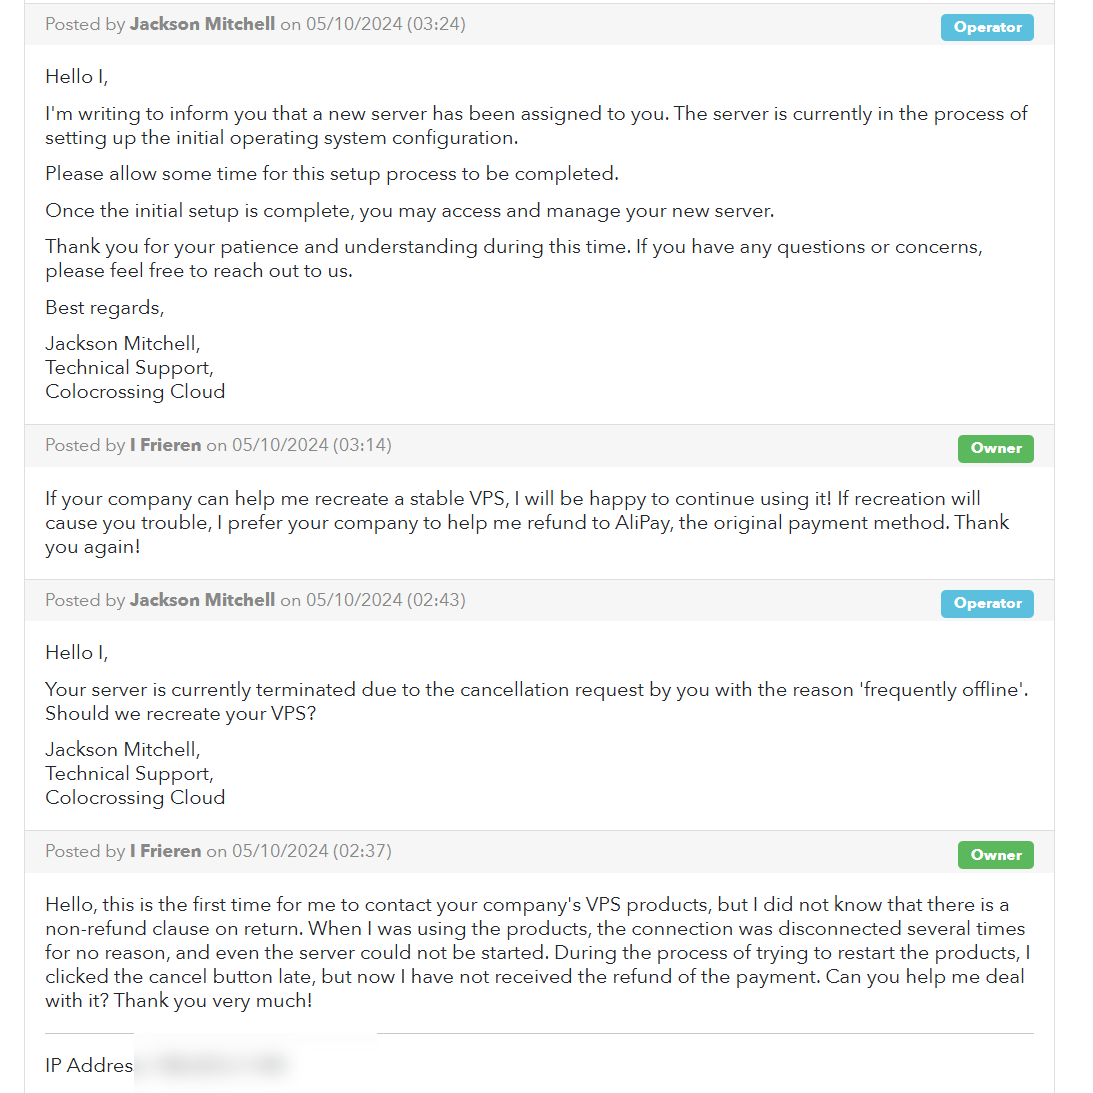 Posted by Jackson Mitchell on 05/10/2024 (03:24)
Operator
Hello I,
I'm writing to inform you that a new server has been assigned to you. The server is currently in the process of
setting up the initial operating system configuration.
Please allow some time for this setup process to be completed.
Once the initial setup is complete, you may access and manage your new server.
Thank you for your patience and understanding during this time. If you have any questions or concerns,
please feel free to reach out to us.
Best regards,
Jackson Mitchell,
Technical Support,
Colocrossing Cloud
Posted by I Frieren on 05/10/2024 (03:14)
Owner
If your company can help me recreate a stable VPS, I will be happy to continue using it! If recreation will
cause you trouble, I prefer your company to help me refund to AliPay, the original payment method. Thank
you again!
Posted by Jackson Mitchell on 05/10/2024 (02:43)
Operator
Hello I,
Your server is currently terminated due to the cancellation request by you with the reason 'frequently offline'.
Should we recreate your VPS?
Jackson Mitchell,
Technical Support,
Colocrossing Cloud
Posted by I Frieren on 05/10/2024 (02:37)
Owner
Hello, this is the first time for me to contact your company's VPS products, but I did not know that there is a
non-refund clause on return. When I was using the products, the connection was disconnected several times
for no reason, and even the server could not be started. During the process of trying to restart the products, I
clicked the cancel button late, but now I have not received the refund of the payment. Can you help me deal
with it? Thank you very much!
IP Addres